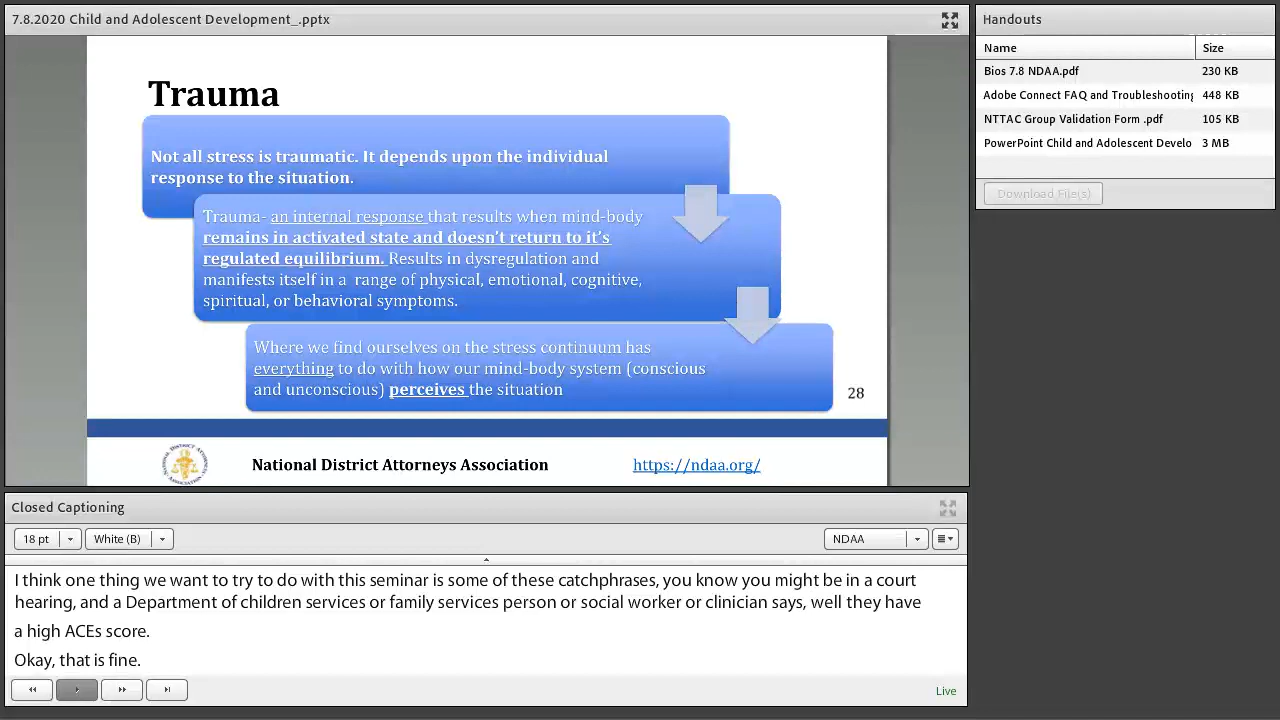 7.8.2020 Child and Adolescent Development_.pptx
Trauma
Not all stress is traumatic. It depends upon the individual
response to the situation.
Trauma- an internal response that results when mind-body
remains in activated state and doesn't return to it's
regulated equilibrium. Results in dysregulation and
manifests itself in a range of physical, emotional, cognitive,
spiritual, or behavioral symptoms.
Where we find ourselves on the stress continuum has
everything to do with how our mind-body system (conscious
and unconscious) perceives the situation
28
National District Attorneys Association
https://ndaa.org/
Handouts
Name Size
Bios 7.8 NDAA.pdf 230 KB
Adobe Connect FAQ and Troubleshooting 448 KB
NTTAC Group Validation Form .pdf 105 KB
PowerPoint Child and Adolescent Develo 3 MB
Download File(s)
Closed Captioning
18 pt White (B) NDAA
I think one thing we want to try to do with this seminar is some of these catchphrases, you know you might be in a court
hearing, and a Department of children services or family services person or social worker or clinician says, well they have
a high ACEs score.
Okay, that is fine.
Live